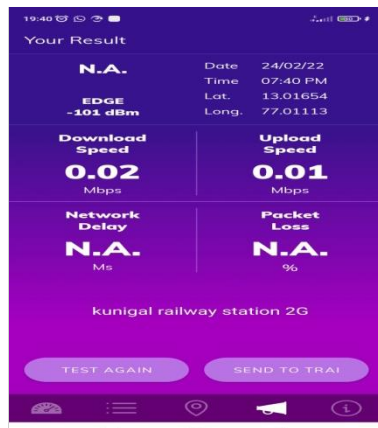 19:40
Your Result
N.A.
Date 24/02/22
Time 07:40 PM
EDGE
Lat. 13.01654
-101 dBm
Long. 77.01113
Download Speed
0.02
Mbps
Upload Speed
0.01
Mbps
Network Delay
N.A.
Ms
Packet Loss
N.A.
%
kunigal railway station 2G
TEST AGAIN
SEND TO TRAI